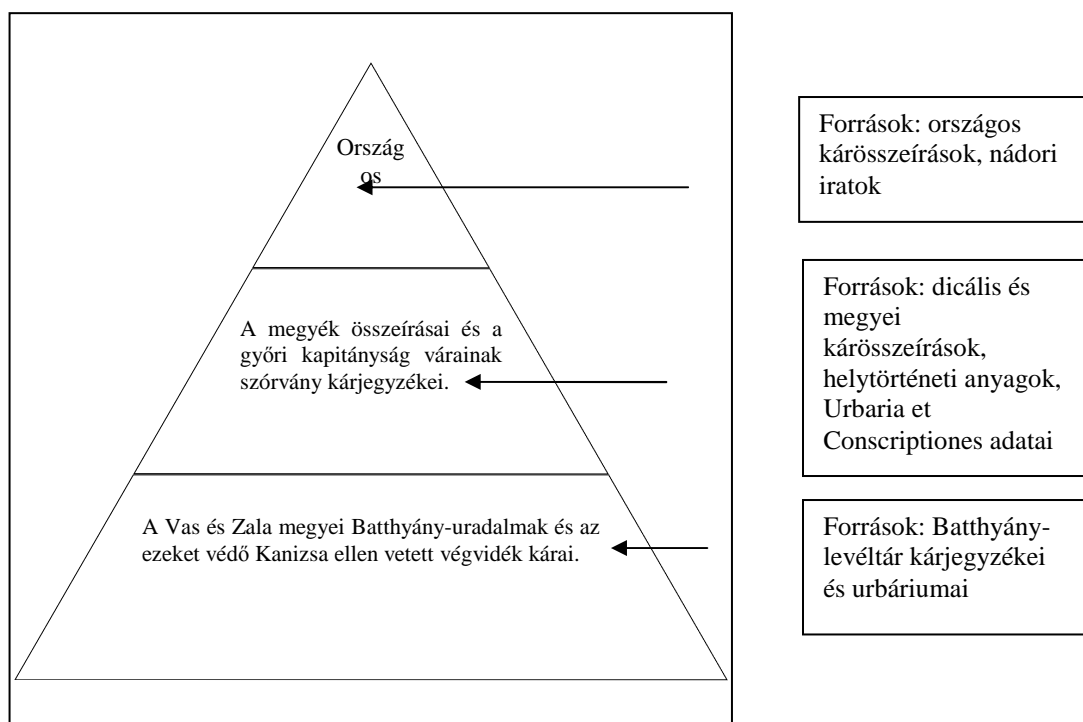 Ország
os
Források: országos
kárösszeírások, nádori
iratok
A megyék összeírásai és a
győri kapitányság várainak
szórvány kárjegyzékei.
Források: dicális és
megyei
kárösszeírások,
helytörténeti anyagok,
Urbaria et
Conscriptiones adatai
A Vas és Zala megyei Batthyány-uradalmak és az
ezeket védő Kanizsa ellen vetett végvidék kárai.
Források: Batthyány-
levéltár kárjegyzékei
és urbáriumai